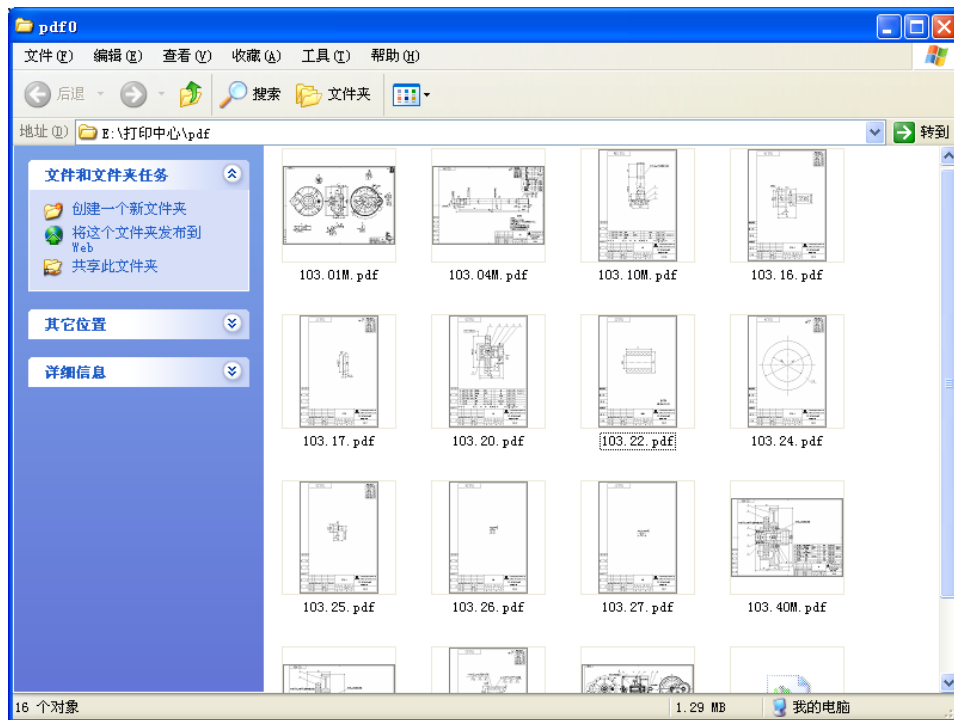 pdf0
文件(F) 编辑(E) 查看(V) 收藏(A) 工具(T) 帮助(H)
后退 搜索 文件夹
地址(D) E:\打印中心\pdf 转到
文件和文件夹任务
创建一个新文件夹
将这个文件夹发布到
Web
共享此文件夹
其它位置
详细信息
103.01M.pdf 103.04M.pdf 103.10M.pdf 103.16.pdf
103.17.pdf 103.20.pdf 103.22.pdf 103.24.pdf
103.25.pdf 103.26.pdf 103.27.pdf 103.40M.pdf
16 个对象 1.29 MB 我的电脑